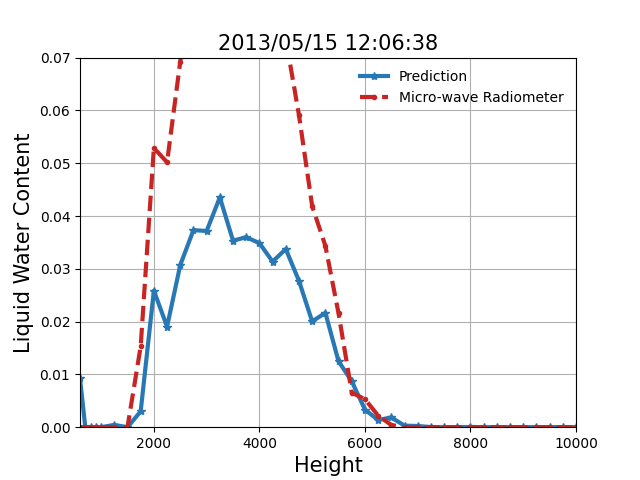 2013/05/15 12:06:38
0.07
0.06
0.05
0.04
0.03
0.02
0.01
0.00
Liquid Water Content
Prediction
Micro-wave Radiometer
2000 4000 6000 8000 10000
Height